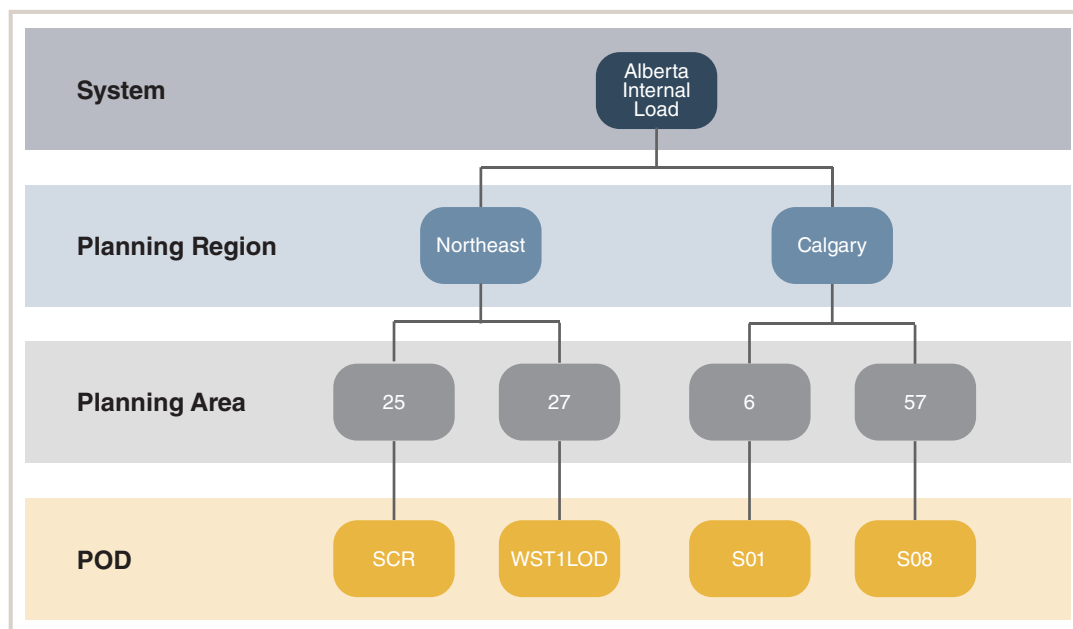 System
Alberta
Internal
Load
Planning Region
Northeast
Calgary
Planning Area
25
27
6
57
POD
SCR
WST1LOD
S01
S08